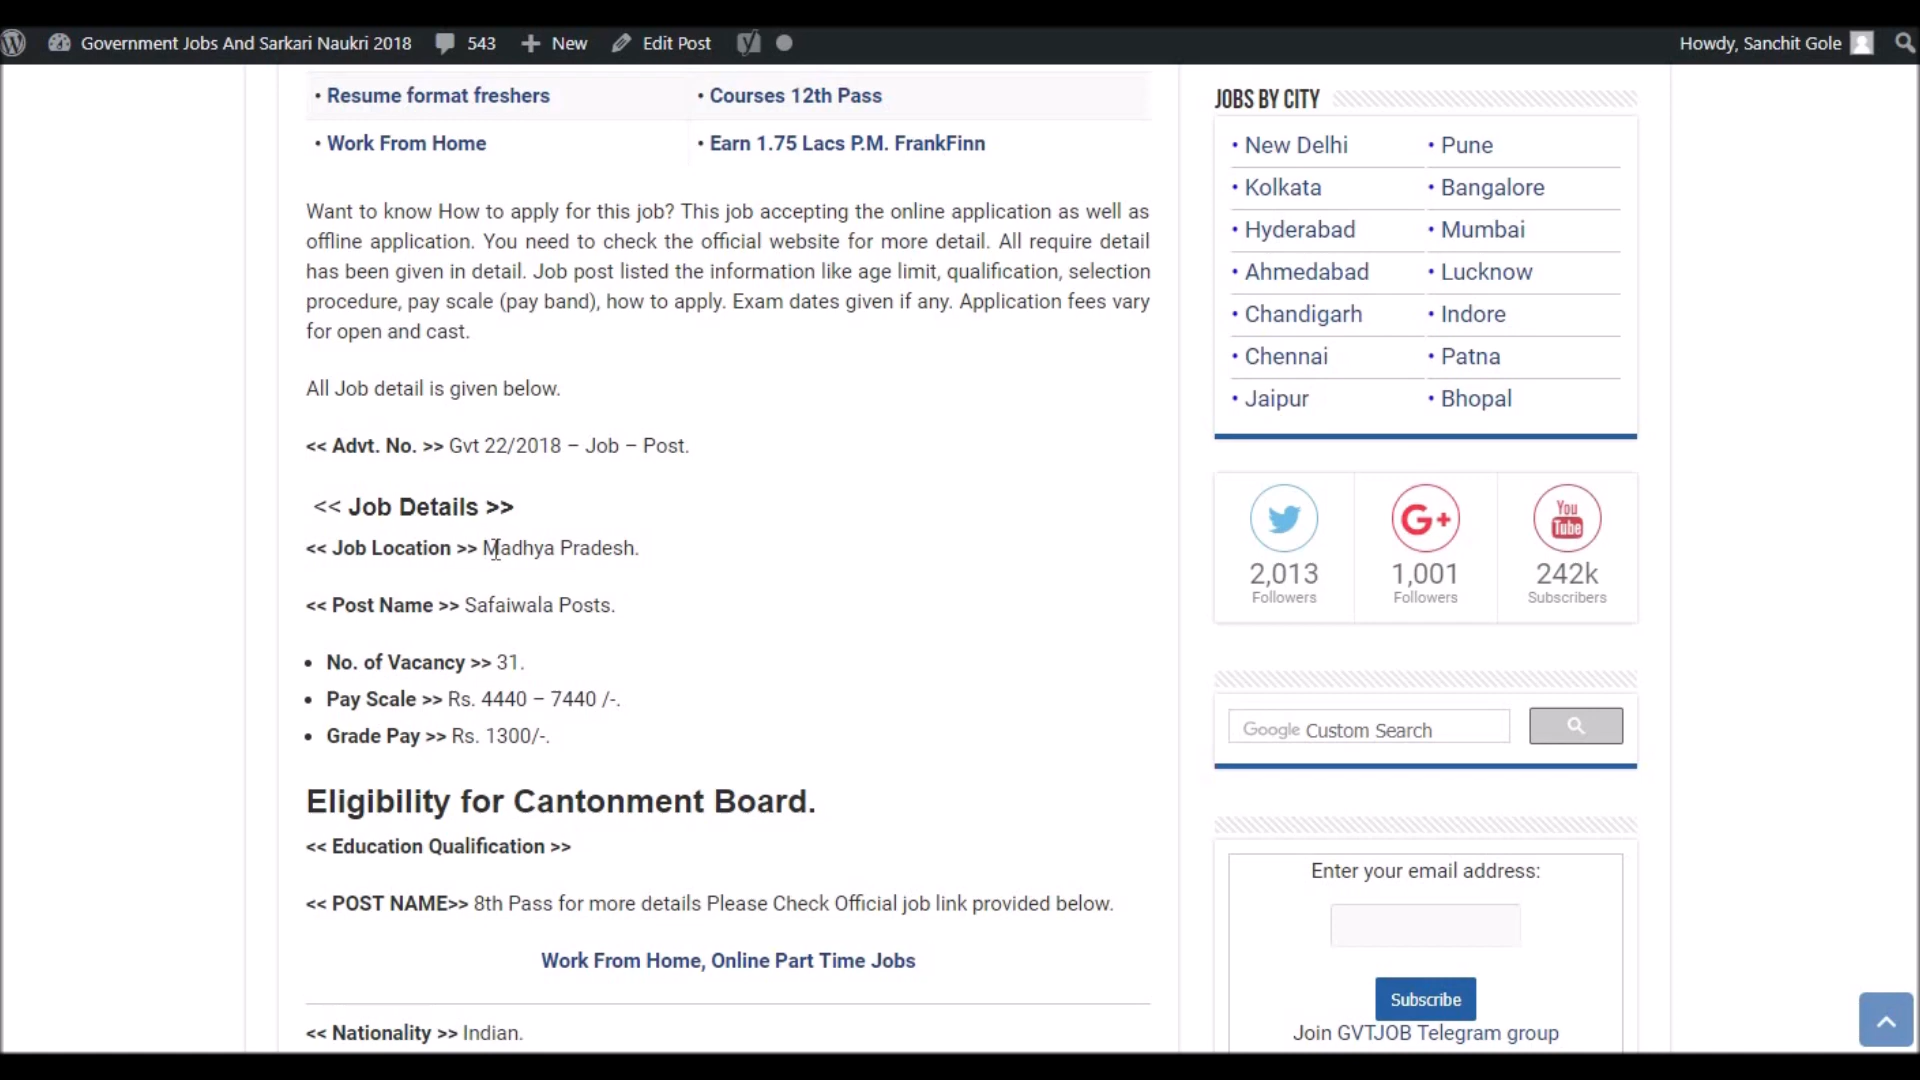 Government Jobs And Sarkari Naukri 2018 543 New Edit Post Howdy, Sanchit Gole
• Resume format freshers • Courses 12th Pass
• Work From Home • Earn 1.75 Lacs P.M. FrankFinn
Want to know How to apply for this job? This job accepting the online application as well as
offline application. You need to check the official website for more detail. All require detail
has been given in detail. Job post listed the information like age limit, qualification, selection
procedure, pay scale (pay band), how to apply. Exam dates given if any. Application fees vary
for open and cast.
All Job detail is given below.
<< Advt. No. >> Gvt 22/2018 – Job – Post.
<< Job Details >>
<< Job Location >> Madhya Pradesh.
<< Post Name >> Safaiwala Posts.
• No. of Vacancy >> 31.
• Pay Scale >> Rs. 4440 – 7440 /-.
• Grade Pay >> Rs. 1300/-.
Eligibility for Cantonment Board.
<< Education Qualification >>
<< POST NAME>> 8th Pass for more details Please Check Official job link provided below.
Work From Home, Online Part Time Jobs
<< Nationality >> Indian.
JOBS BY CITY
• New Delhi • Pune
• Kolkata • Bangalore
• Hyderabad • Mumbai
• Ahmedabad • Lucknow
• Chandigarh • Indore
• Chennai • Patna
• Jaipur • Bhopal
G+ You Tube
2,013 1,001 242k
Followers Followers Subscribers
Google Custom Search
Enter your email address:
Subscribe
Join GVTJOB Telegram group